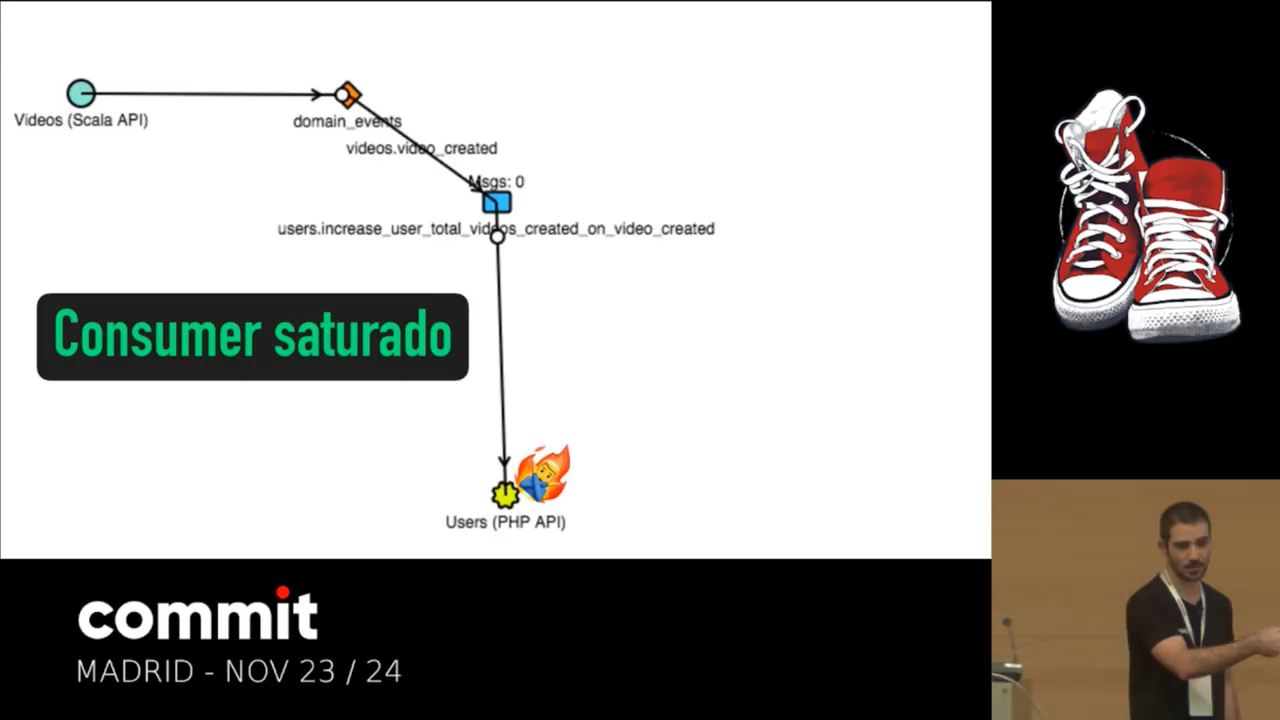 Videos (Scala API)
domain_events
videos.video_created
Msgs: 0
users.increase_user_total_videos_created_on_video_created
Consumer saturado
Users (PHP API)
commit
MADRID - NOV 23 / 24